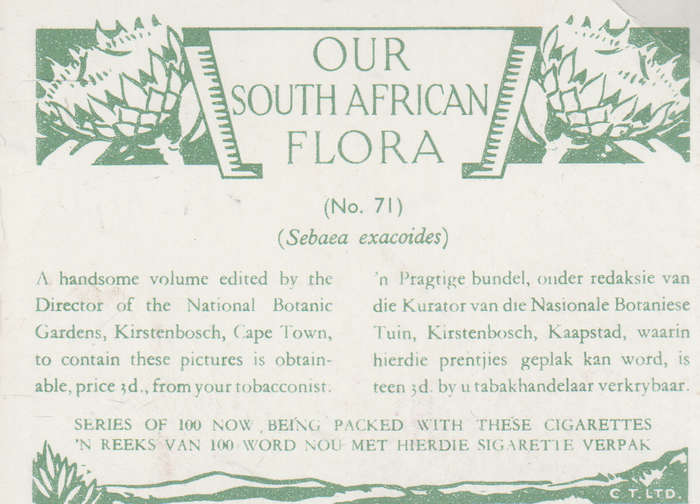 OUR
SOUTH AFRICAN
FLORA
(No. 71)
(Sebaea exacoides)
A handsome volume edited by the
Director of the National Botanic
Gardens, Kirstenbosch, Cape Town,
to contain these pictures is obtain-
able, price 3d., from your tobacconist.
'n Pragtige bundel, onder redaksie van
die Kurator van die Nasionale Botaniese
Tuin, Kirstenbosch, Kaapstad, waarin
hierdie prentjies geplak kan word, is
teen 3d. by u tabakhandelaar verkrybaar.
SERIES OF 100 NOW BEING PACKED WITH THESE CIGARETTES
'N REEKS VAN 100 WORD NOU MET HIERDIE SIGARETTE VERPAK
C.T. LTD.